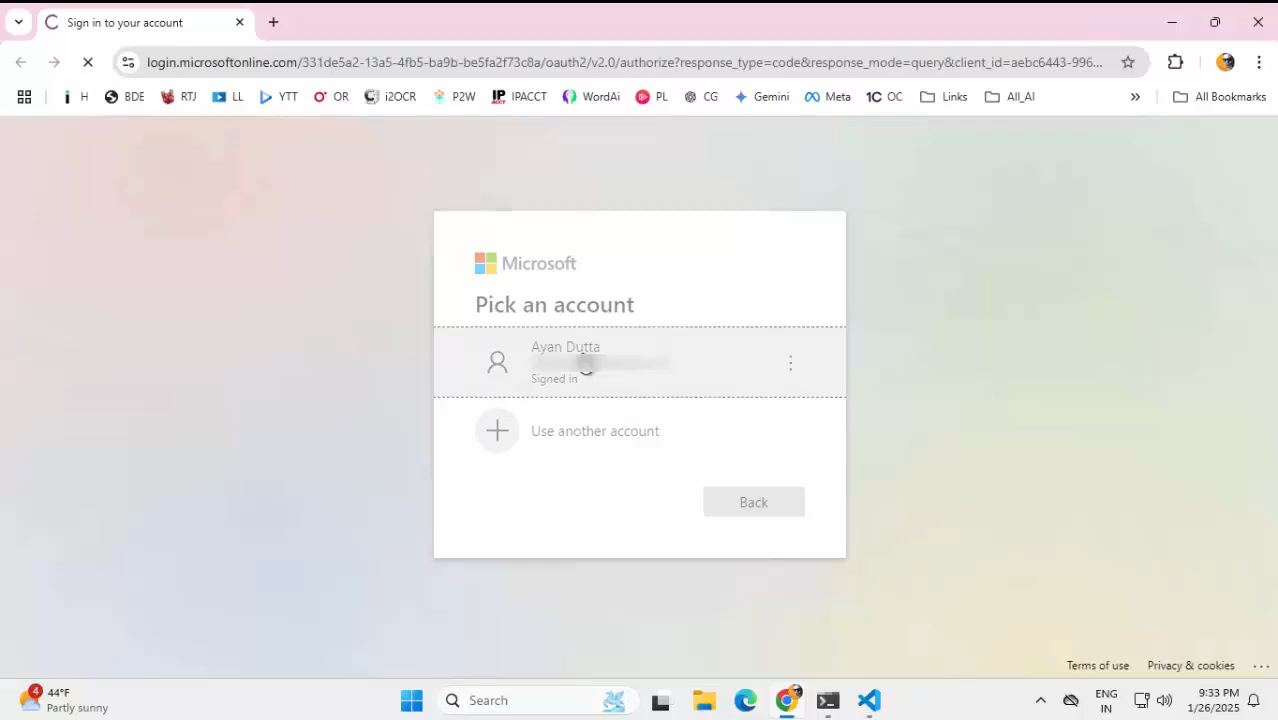 Sign in to your account
login.microsoftonline.com/331de5a2-13a5-4fb5-ba9b-be5fa2f73c8a/oauth2/v2.0/authorize?response_type=code&response_mode=query&client_id=aebc6443-996...
H BDE RTJ LL YTT OR i2OCR P2W IPACCT WordAi PL CG Gemini Meta 1C OC Links All_AI » All Bookmarks
Microsoft
Pick an account
Ayan Dutta
Signed in
Use another account
Back
Terms of use Privacy & cookies ...
4 44°F
Partly sunny
Search
ENG
IN
9:33 PM
1/26/2025